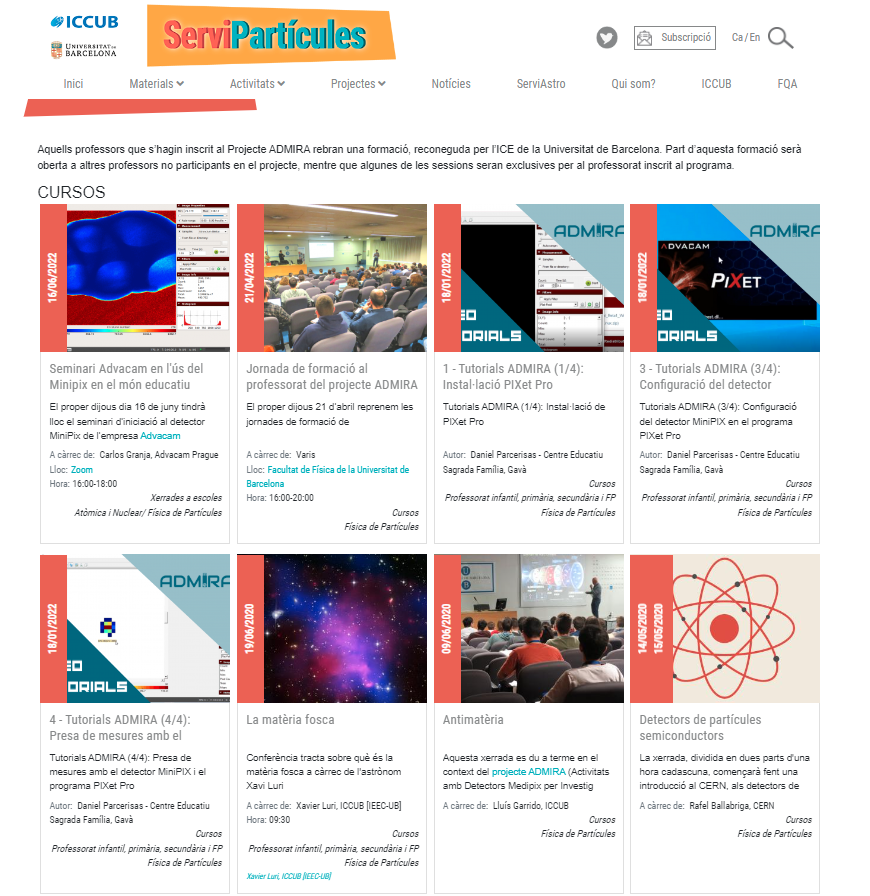 ICCUB
UNIVERSITAT DE
BARCELONA
ServiPartícules
Subscripció
Ca / En
Inici
Materials
Activitats
Projectes
Notícies
ServiAstro
Qui som?
ICCUB
FQA
Aquells professors que s'hagin inscrit al Projecte ADMIRA rebran una formació, reconeguda per l'ICE de la Universitat de Barcelona. Part d'aquesta formació serà
oberta a altres professors no participants en el projecte, mentre que algunes de les sessions seran exclusives per al professorat inscrit al programa.
CURSOS
16/06/2022
Seminari Advacam en l'ús del
Minipix en el món educatiu
El proper dijous dia 16 de juny tindrà
lloc el seminari d'iniciació al detector
MiniPix de l'empresa Advacam
A càrrec de: Carlos Granja, Advacam Prague
Lloc: Zoom
Hora: 16:00-18:00
Xerrades a escoles
Atòmica i Nuclear/ Física de Partícules
21/04/2022
Jornada de formació al
professorat del projecte ADMIRA
El proper dijous 21 d'abril reprenem les
jornades de formació de
A càrrec de: Varis
Lloc: Facultat de Física de la Universitat de
Barcelona
Hora: 16:00-20:00
Cursos
Física de Partícules
18/01/2022
ADMIRA
EO
TORIALS
1 - Tutorials ADMIRA (1/4):
Instal·lació PIXet Pro
Tutorials ADMIRA (1/4): Instal·lació de
PIXet Pro
Autor: Daniel Parcerisas - Centre Educatiu
Sagrada Família, Gavà
Cursos
Professorat infantil, primària, secundària i FP
Física de Partícules
18/01/2022
ADMIRA
ADVACAM
PIXET
EO
TORIALS
3 - Tutorials ADMIRA (3/4):
Configuració del detector
Tutorials ADMIRA (3/4): Configuració
del detector MiniPIX en el programa
PIXet Pro
Autor: Daniel Parcerisas - Centre Educatiu
Sagrada Família, Gavà
Cursos
Professorat infantil, primària, secundària i FP
Física de Partícules
18/01/2022
ADMIRA
EO
TORIALS
4 - Tutorials ADMIRA (4/4):
Presa de mesures amb el
Tutorials ADMIRA (4/4): Presa de
mesures amb el detector MiniPIX i el
programa PIXet Pro
Autor: Daniel Parcerisas - Centre Educatiu
Sagrada Família, Gavà
Cursos
Professorat infantil, primària, secundària i FP
Física de Partícules
19/06/2020
La matèria fosca
Conferència tracta sobre què és la
matèria fosca a càrrec de l'astrònom
Xavi Luri
A càrrec de: Xavier Luri, ICCUB [IEEC-UB]
Hora: 09:30
Cursos
Professorat infantil, primària, secundària i FP
Física de Partícules
Xavier Luri, ICCUB [IEEC-UB]
09/06/2020
Antimatèria
Aquesta xerrada es du a terme en el
context del projecte ADMIRA (Activitats
amb Detectors Medipix per Investig
A càrrec de: Lluís Garrido, ICCUB
Cursos
Física de Partícules
14/05/2020
15/05/2020
Detectors de partícules
semiconductors
La xerrada, dividida en dues parts d'una
hora cadascuna, començarà fent una
introducció al CERN, als detectors de
A càrrec de: Rafel Ballabriga, CERN
Cursos
Física de Partícules